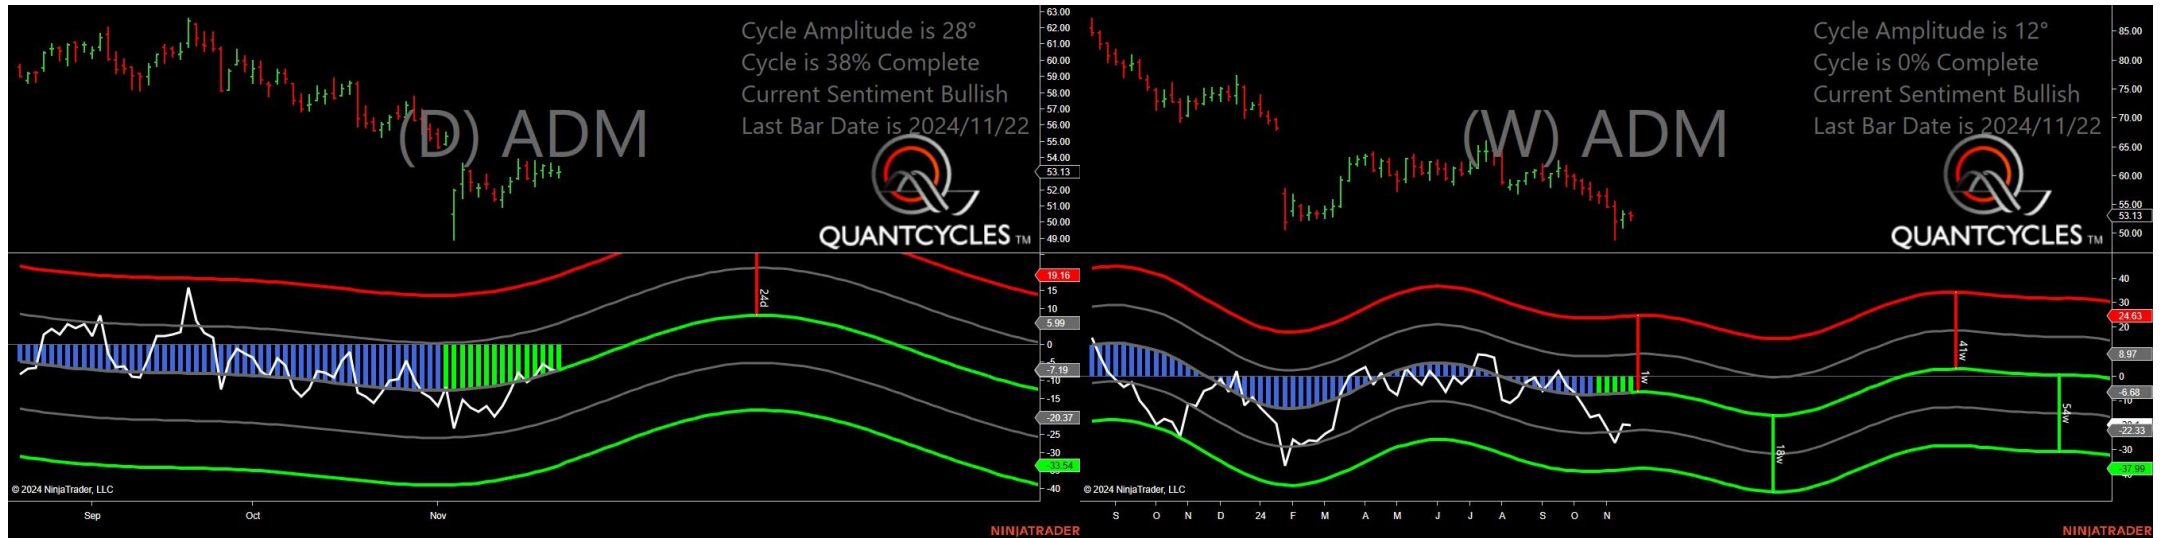 Cycle Amplitude is 28°
Cycle is 38% Complete
Current Sentiment Bullish
Last Bar Date is 2024/11/22
(D) ADM
QUANTCYCLES TM
63.00
62.00
61.00
60.00
59.00
58.00
57.00
56.00
55.00
54.00
53.13
52.00
51.00
50.00
49.00
24d
19.16
15
10
5.99
0
-5
-7.19
-10
-15
-20.37
-25
-30
-33.54
-40
© 2024 NinjaTrader, LLC
Sep
Oct
Nov
NINJATRADER
Cycle Amplitude is 12°
Cycle is 0% Complete
Current Sentiment Bullish
Last Bar Date is 2024/11/22
(W) ADM
QUANTCYCLES TM
85.00
80.00
75.00
70.00
65.00
60.00
55.00
53.13
50.00
1w
18w
41w
54w
40
30
24.63
20
8.97
0
-6.68
-10
-22.33
-30
-37.99
© 2024 NinjaTrader, LLC
S O N D 24 F M A M J J A S O N
NINJATRADER